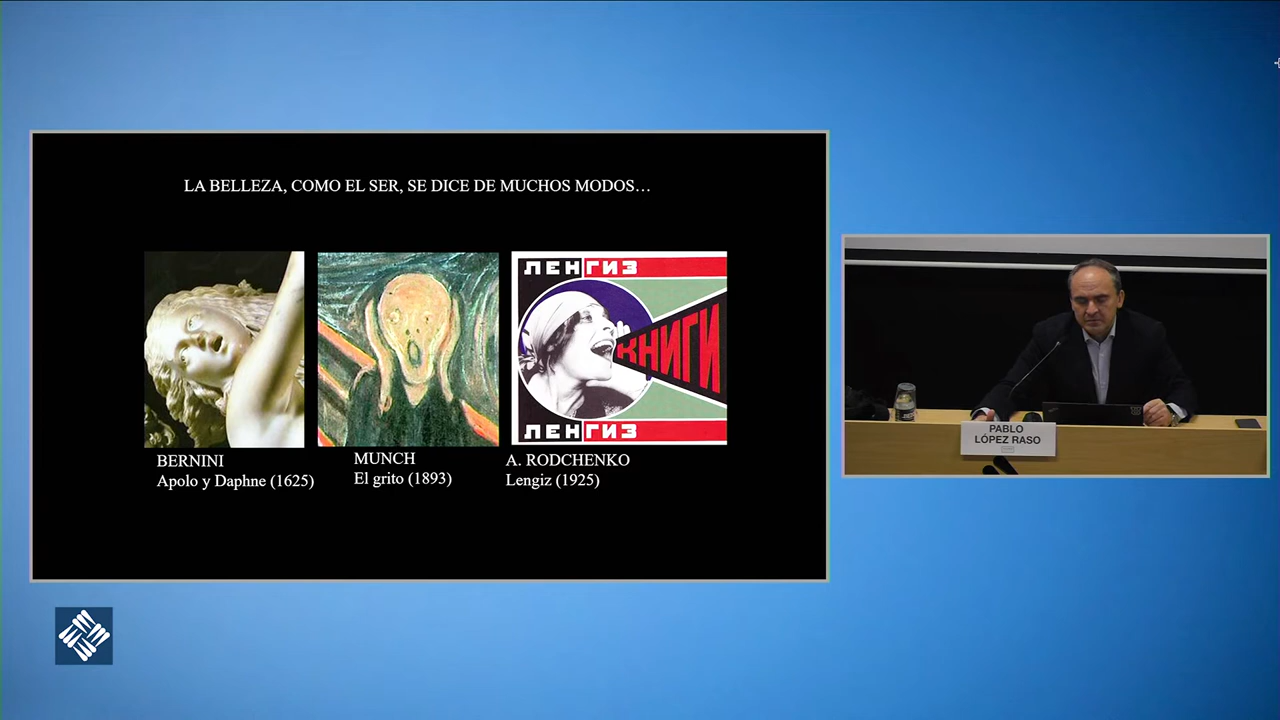 LA BELLEZA, COMO EL SER, SE DICE DE MUCHOS MODOS…
ЛЕНГИЗ
КНИГИ
ЛЕНГИЗ
BERNINI
Apolo y Daphne (1625)
MUNCH
El grito (1893)
A. RODCHENKO
Lengiz (1925)
PABLO
LÓPEZ RASO